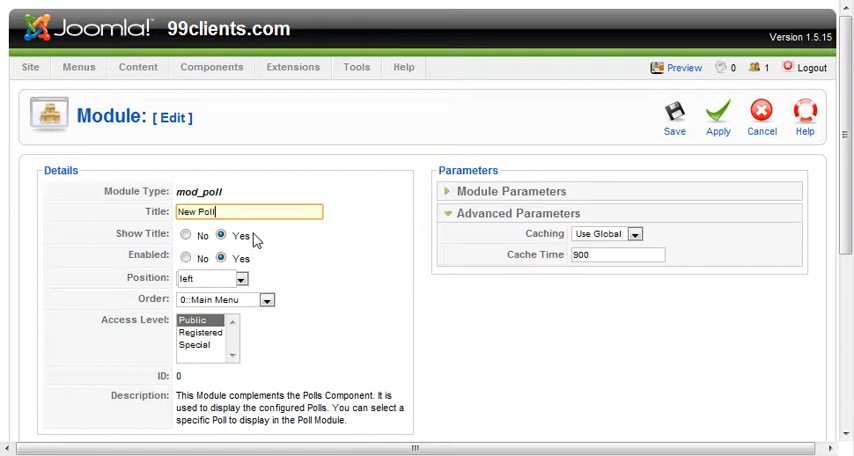 Joomla! 99clients.com
Version 1.5.15
Site Menus Content Components Extensions Tools Help Preview 0 1 Logout
Module: [ Edit ]
Save Apply Cancel Help
Details
Module Type: mod_poll
Title: New Poll
Show Title: No Yes
Enabled: No Yes
Position: left
Order: 0::Main Menu
Access Level: Public
Registered
Special
ID: 0
Description: This Module complements the Polls Component. It is
used to display the configured Polls. You can select a
specific Poll to display in the Poll Module.
Parameters
Module Parameters
Advanced Parameters
Caching Use Global
Cache Time 900